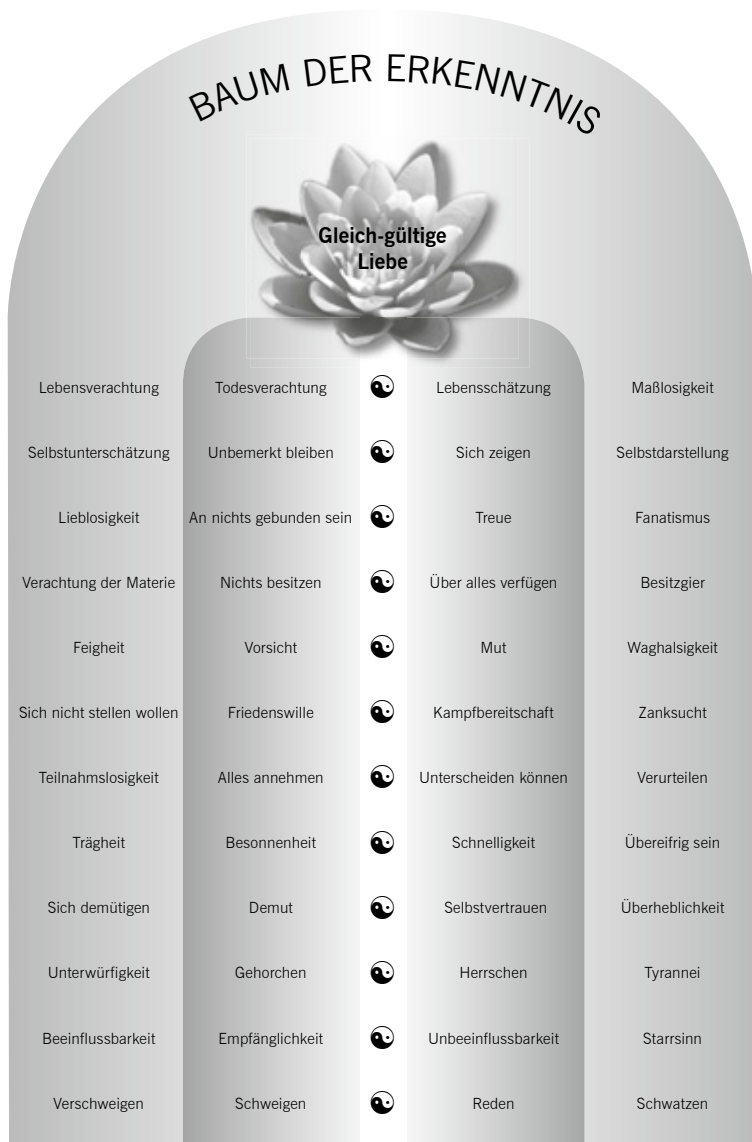 BAUM DER ERKENNTNIS
Gleich-gültige
Liebe
Lebensverachtung Todesverachtung Lebensschätzung Maßlosigkeit
Selbstunterschätzung Unbemerkt bleiben Sich zeigen Selbstdarstellung
Lieblosigkeit An nichts gebunden sein Treue Fanatismus
Verachtung der Materie Nichts besitzen Über alles verfügen Besitzgier
Feigheit Vorsicht Mut Waghalsigkeit
Sich nicht stellen wollen Friedenswille Kampfbereitschaft Zanksucht
Teilnahmslosigkeit Alles annehmen Unterscheiden können Verurteilen
Trägheit Besonnenheit Schnelligkeit Übereifrig sein
Sich demütigen Demut Selbstvertrauen Überheblichkeit
Unterwürfigkeit Gehorchen Herrschen Tyrannei
Beeinflussbarkeit Empfänglichkeit Unbeeinflussbarkeit Starrsinn
Verschweigen Schweigen Reden Schwatzen